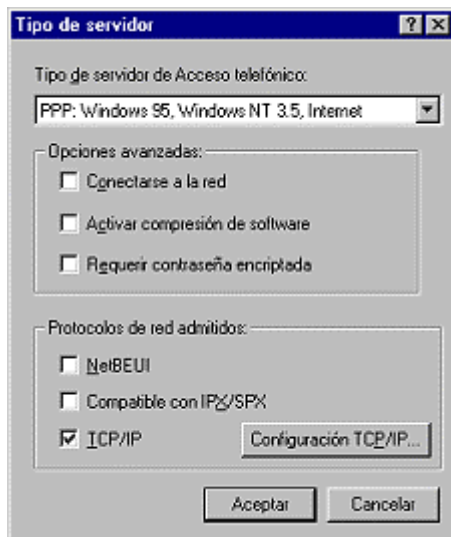 Tipo de servidor
Tipo de servidor de Acceso telefónico:
PPP: Windows 95, Windows NT 3.5, Internet
Opciones avanzadas:
Conectarse a la red
Activar compresión de software
Requerir contraseña encriptada
Protocolos de red admitidos:
NetBEUI
Compatible con IPX/SPX
TCP/IP
Configuración TCP/IP...
Aceptar
Cancelar